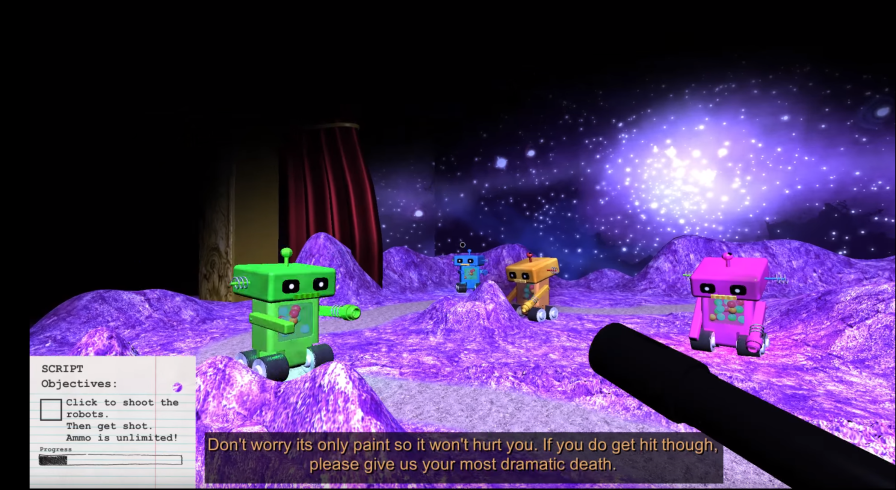 SCRIPT
Objectives:
Click to shoot the
robots.
Then get shot.
Ammo is unlimited!
Progress
Don't worry its only paint so it won't hurt you. If you do get hit though,
please give us your most dramatic death.